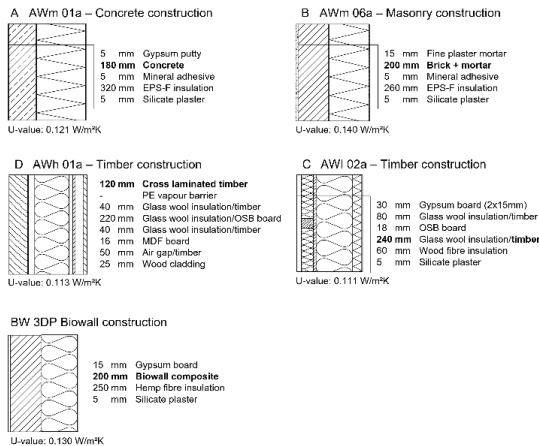 A AWm 01a – Concrete construction
5 mm Gypsum putty
180 mm Concrete
5 mm Mineral adhesive
320 mm EPS-F insulation
5 mm Silicate plaster
U-value: 0.121 W/m²K
B AWm 06a – Masonry construction
15 mm Fine plaster mortar
200 mm Brick + mortar
5 mm Mineral adhesive
260 mm EPS-F insulation
5 mm Silicate plaster
U-value: 0.140 W/m²K
D AWh 01a – Timber construction
120 mm Cross laminated timber
- PE vapour barrier
40 mm Glass wool insulation/timber
220 mm Glass wool insulation/OSB board
40 mm Glass wool insulation/timber
16 mm MDF board
50 mm Air gap/timber
25 mm Wood cladding
U-value: 0.113 W/m²K
C AWl 02a – Timber construction
30 mm Gypsum board (2x15mm)
80 mm Glass wool insulation/timber
18 mm OSB board
240 mm Glass wool insulation/timber
60 mm Wood fibre insulation
5 mm Silicate plaster
U-value: 0.111 W/m²K
BW 3DP Biowall construction
15 mm Gypsum board
200 mm Biowall composite
250 mm Hemp fibre insulation
5 mm Silicate plaster
U-value: 0.130 W/m²K